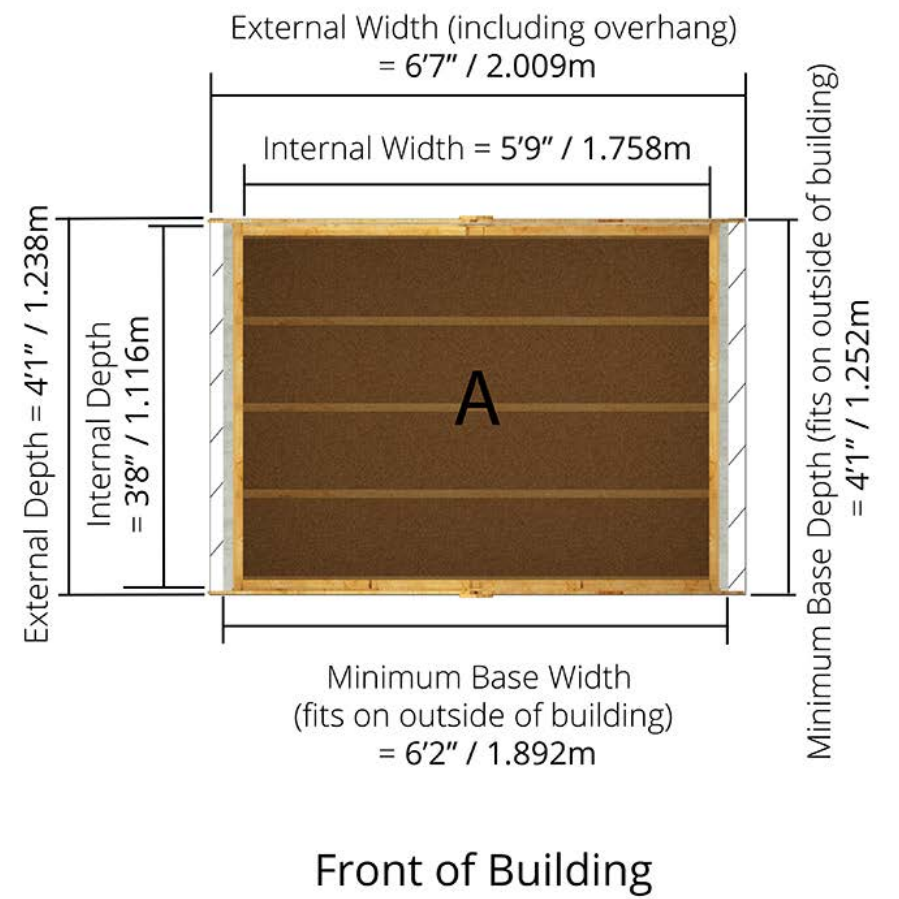 External Width (including overhang)
= 6’7” / 2.009m
Internal Width = 5’9” / 1.758m
External Depth = 4’1” / 1.238m
Internal Depth
= 3’8” / 1.116m
A
Minimum Base Depth (fits on outside of building)
= 4’1” / 1.252m
Minimum Base Width
(fits on outside of building)
= 6’2” / 1.892m
Front of Building